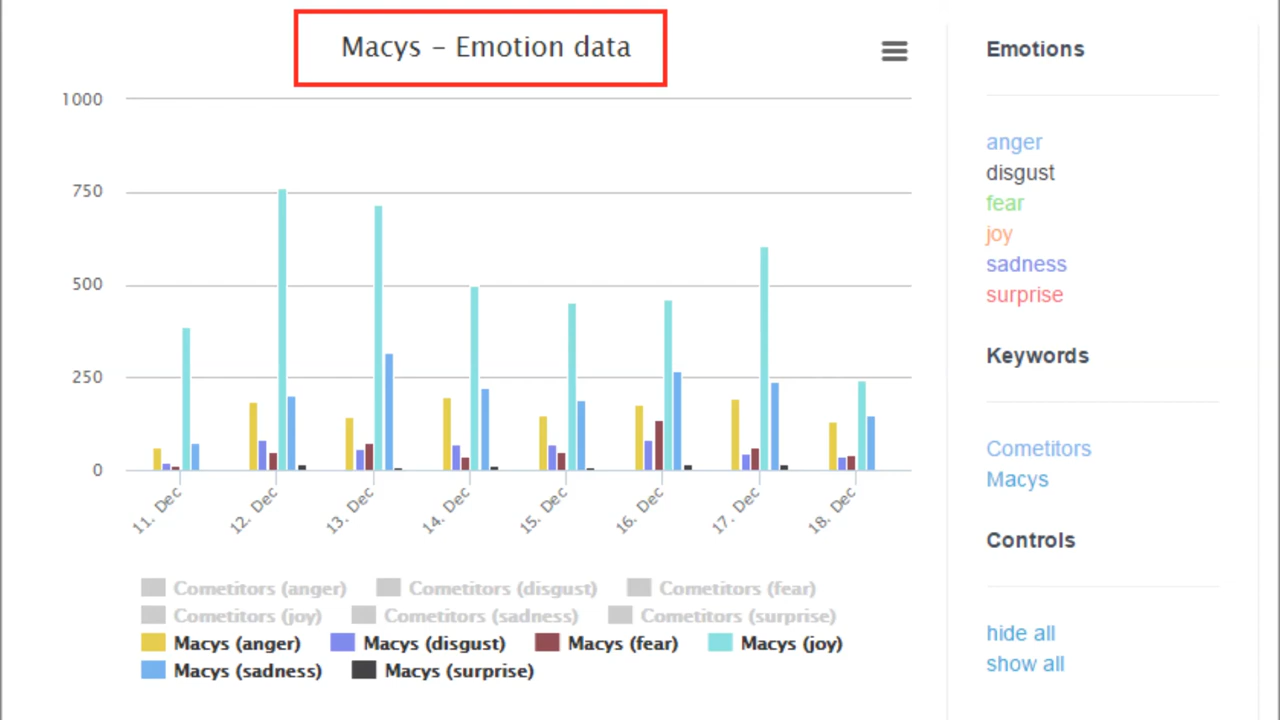 Macys - Emotion data
1000
750
500
250
0
11. Dec
12. Dec
13. Dec
14. Dec
15. Dec
16. Dec
17. Dec
18. Dec
Cometitors (anger) Cometitors (disgust) Cometitors (fear)
Cometitors (joy) Cometitors (sadness) Cometitors (surprise)
Macys (anger) Macys (disgust) Macys (fear) Macys (joy)
Macys (sadness) Macys (surprise)
Emotions
anger
disgust
fear
joy
sadness
surprise
Keywords
Cometitors
Macys
Controls
hide all
show all